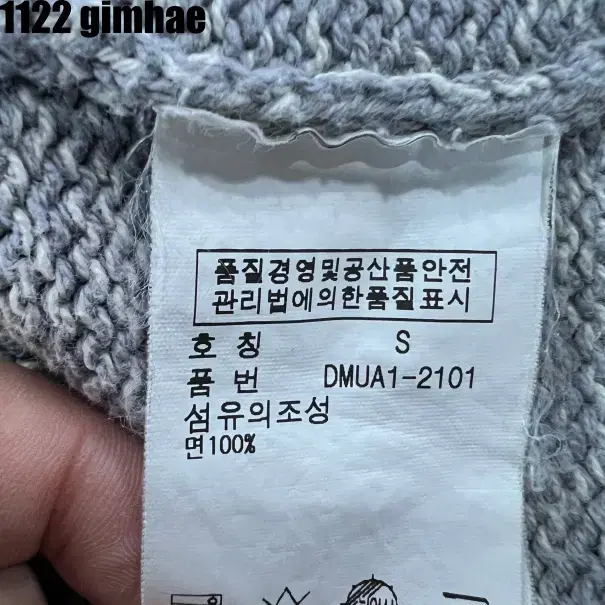 1122 gimhae
품질경영및공산품안전
관리법에의한품질표시
호 칭 S
품 번 DMUA1-2101
섬유의조성
면100%